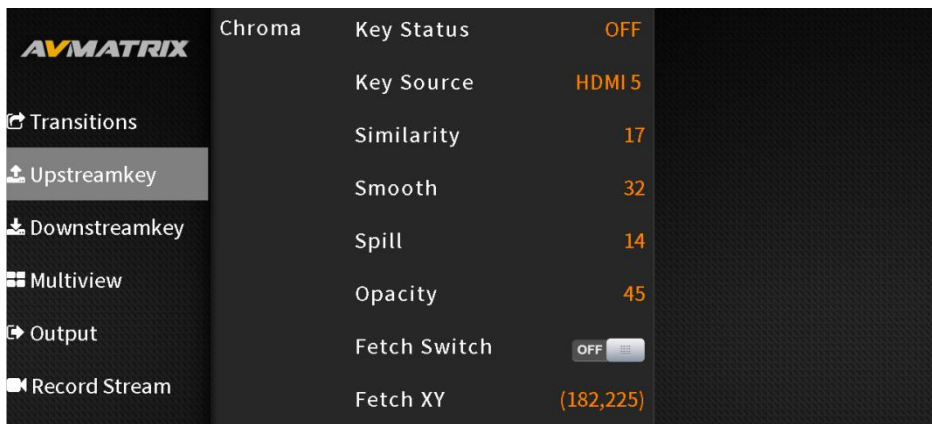 AVMATRIX
Transitions
Upstreamkey
Downstreamkey
Multiview
Output
Record Stream
Chroma
Key Status OFF
Key Source HDMI 5
Similarity 17
Smooth 32
Spill 14
Opacity 45
Fetch Switch OFF
Fetch XY (182,225)